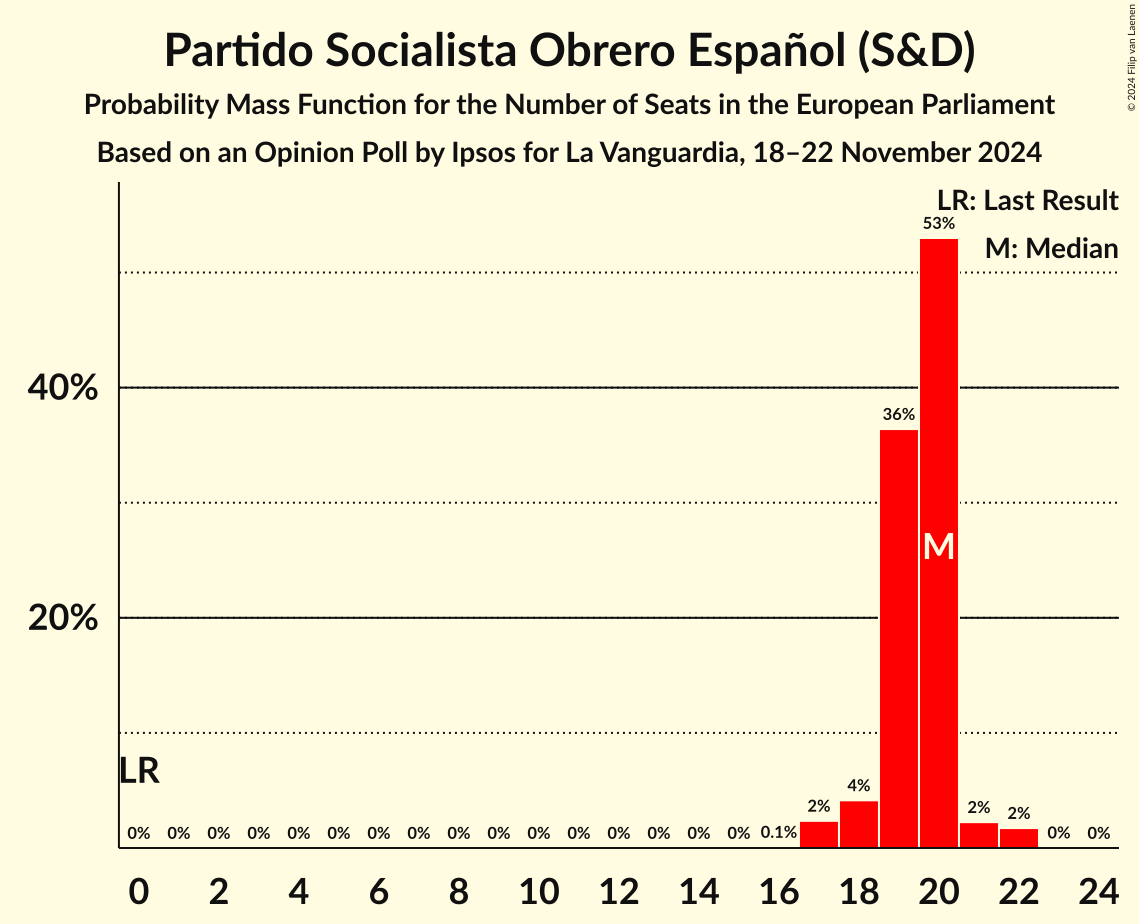 Partido Socialista Obrero Español (S&D)
Probability Mass Function for the Number of Seats in the European Parliament
Based on an Opinion Poll by Ipsos for La Vanguardia, 18–22 November 2024
© 2024 Filip van Laenen
LR: Last Result
M: Median
53%
40%
36%
M
20%
LR
0% 0% 0% 0% 0% 0% 0% 0% 0% 0% 0% 0% 0% 0% 0% 0% 0.1% 2% 4% 2% 2% 0% 0%
0 2 4 6 8 10 12 14 16 18 20 22 24